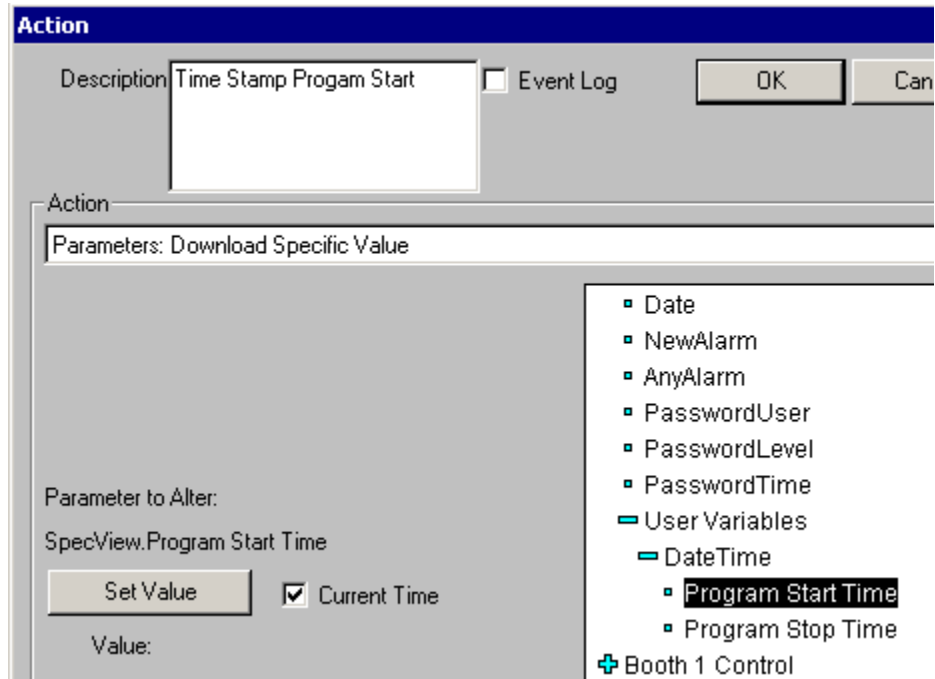 Action
Description
Time Stamp Progam Start
Event Log
OK
Can
Action
Parameters: Download Specific Value
Date
NewAlarm
AnyAlarm
PasswordUser
PasswordLevel
PasswordTime
User Variables
DateTime
Program Start Time
Program Stop Time
Booth 1 Control
Parameter to Alter:
SpecView.Program Start Time
Set Value
Current Time
Value: